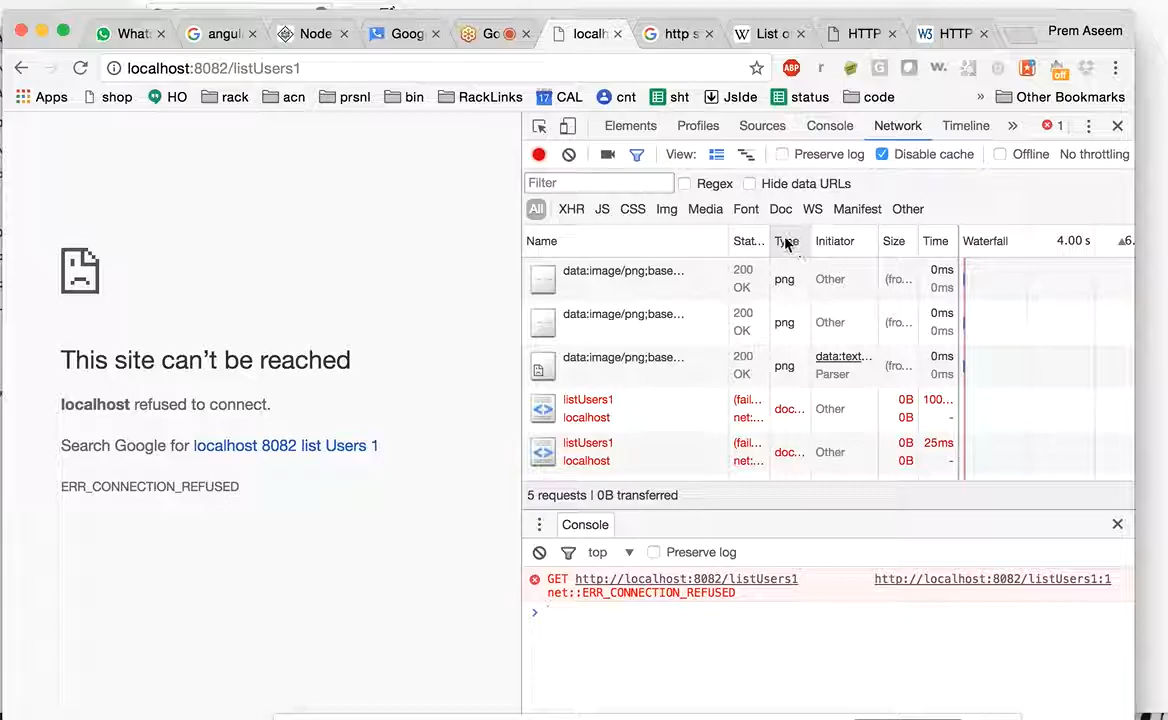 What: angul Node Goog Go localh http s List o HTTP HTTP Prem Aseem
localhost:8082/listUsers1 ABP off
Apps shop HO rack acn prsnl bin RackLinks 17 CAL cnt sht JsIde status code » Other Bookmarks
Elements Profiles Sources Console Network Timeline » 1
View: Preserve log Disable cache Offline No throttling
Filter Regex Hide data URLs
All XHR JS CSS Img Media Font Doc WS Manifest Other
Name Stat... Type Initiator Size Time Waterfall 4.00 s 6.
data:image/png;base... 200 OK png Other (fro... 0ms 0ms
data:image/png;base... 200 OK png Other (fro... 0ms 0ms
data:image/png;base... 200 OK png data:text... Parser (fro... 0ms 0ms
listUsers1 localhost (fail... net:... doc... Other 0B 0B 100... -
listUsers1 localhost (fail... net:... doc... Other 0B 0B 25ms -
5 requests | 0B transferred
This site can’t be reached
localhost refused to connect.
Search Google for localhost 8082 list Users 1
ERR_CONNECTION_REFUSED
Console
top Preserve log
GET http://localhost:8082/listUsers1 http://localhost:8082/listUsers1:1
net::ERR_CONNECTION_REFUSED